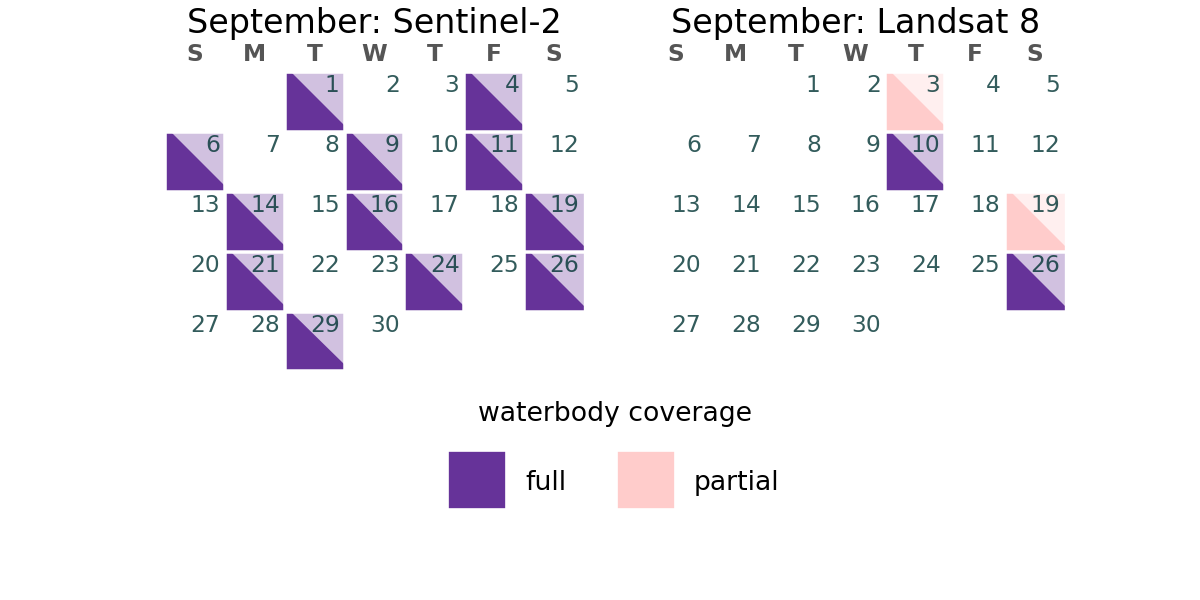 September: Sentinel-2
S M T W T F S
1 2 3 4 5
6 7 8 9 10 11 12
13 14 15 16 17 18 19
20 21 22 23 24 25 26
27 28 29 30
September: Landsat 8
S M T W T F S
1 2 3 4 5
6 7 8 9 10 11 12
13 14 15 16 17 18 19
20 21 22 23 24 25 26
27 28 29 30
waterbody coverage
full partial